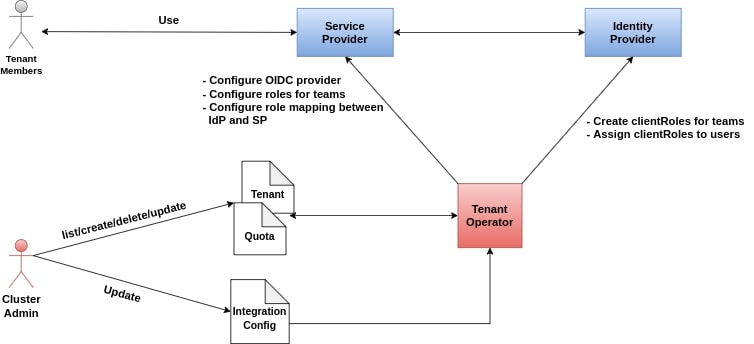 Use
Service
Provider
Identity
Provider
Tenant
Members
- Configure OIDC provider
- Configure roles for teams
- Configure role mapping between
IdP and SP
- Create clientRoles for teams
- Assign clientRoles to users
Tenant
Quota
list/create/delete/update
Tenant
Operator
Cluster
Admin
Update
Integration
Config